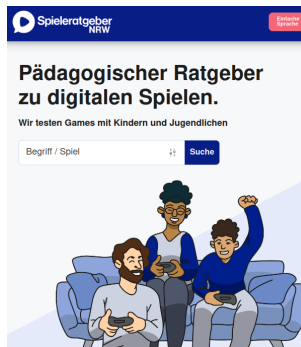 Spieleratgeber
NRW
Einfache
Sprache
Pädagogischer Ratgeber
zu digitalen Spielen.
Wir testen Games mit Kindern und Jugendlichen
Begriff / Spiel
Suche